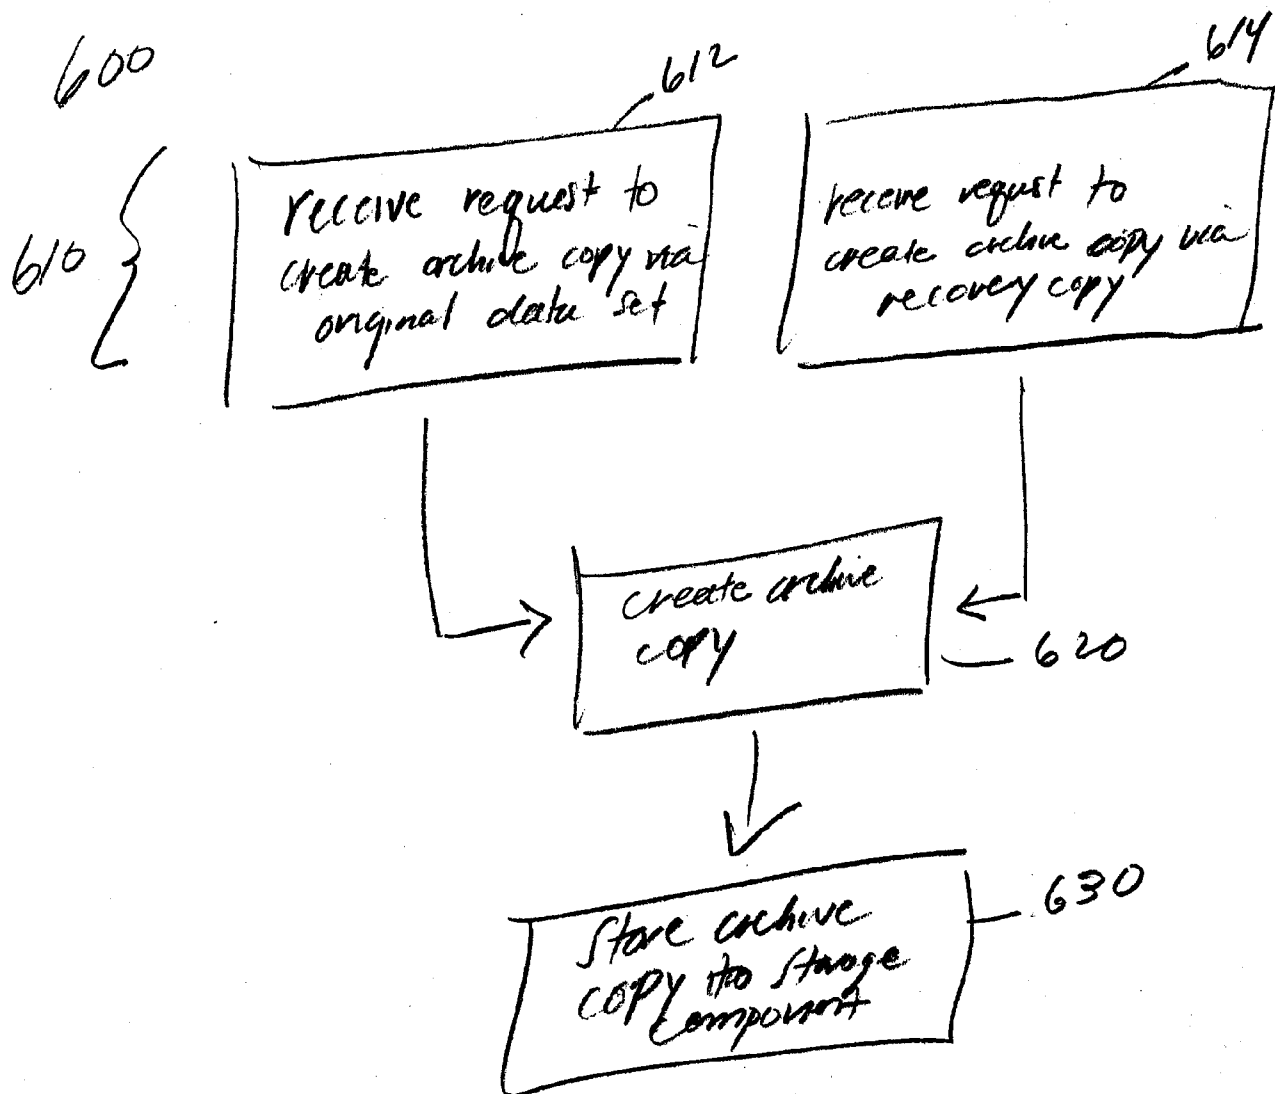 600
612
614
610
receive request to
create archive copy via
original data set
receive request to
create archive copy via
recovery copy
create archive
copy
620
630
Store archive
copy to storage
component